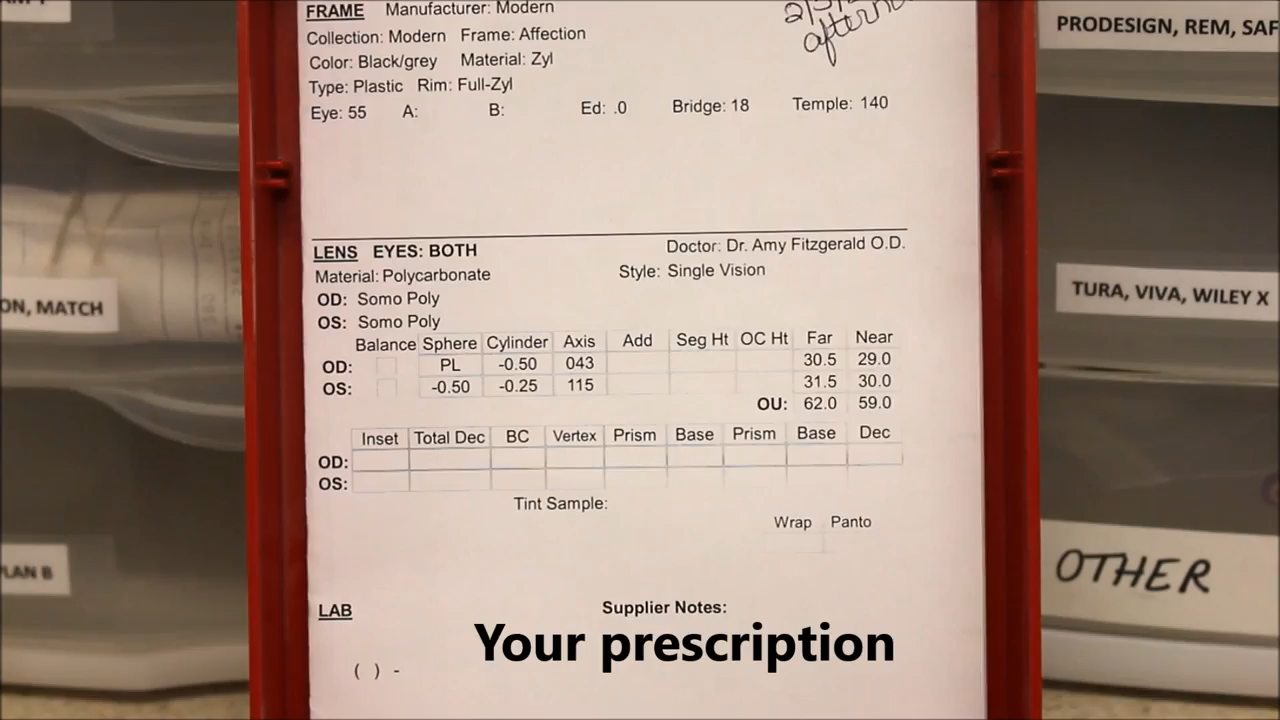 FRAME Manufacturer: Modern
Collection: Modern Frame: Affection
Color: Black/grey Material: Zyl
Type: Plastic Rim: Full-Zyl
Eye: 55 A: B: Ed: .0 Bridge: 18 Temple: 140
PRODESIGN, REM, SAF
LENS EYES: BOTH Doctor: Dr. Amy Fitzgerald O.D.
Material: Polycarbonate Style: Single Vision
OD: Somo Poly
OS: Somo Poly
ON, MATCH
TURA, VIVA, WILEY X
Balance Sphere Cylinder Axis Add Seg Ht OC Ht Far Near
OD: PL -0.50 043 30.5 29.0
OS: -0.50 -0.25 115 31.5 30.0
OU: 62.0 59.0
Inset Total Dec BC Vertex Prism Base Prism Base Dec
OD:
OS:
Tint Sample:
Wrap Panto
PLAN B
OTHER
LAB Supplier Notes:
Your prescription
( ) -